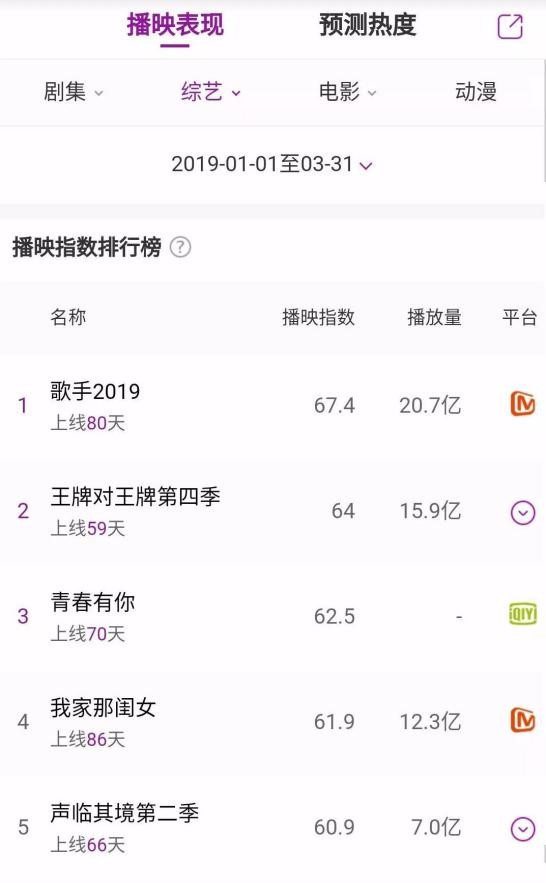 播映表现 预测热度
剧集 综艺 电影 动漫
2019-01-01至03-31
播映指数排行榜 ?
名称 播映指数 播放量 平台
1 歌手2019 67.4 20.7亿
上线80天
2 王牌对王牌第四季 64 15.9亿
上线59天
3 青春有你 62.5 - iQIYI
上线70天
4 我家那闺女 61.9 12.3亿
上线86天
5 声临其境第二季 60.9 7.0亿
上线66天